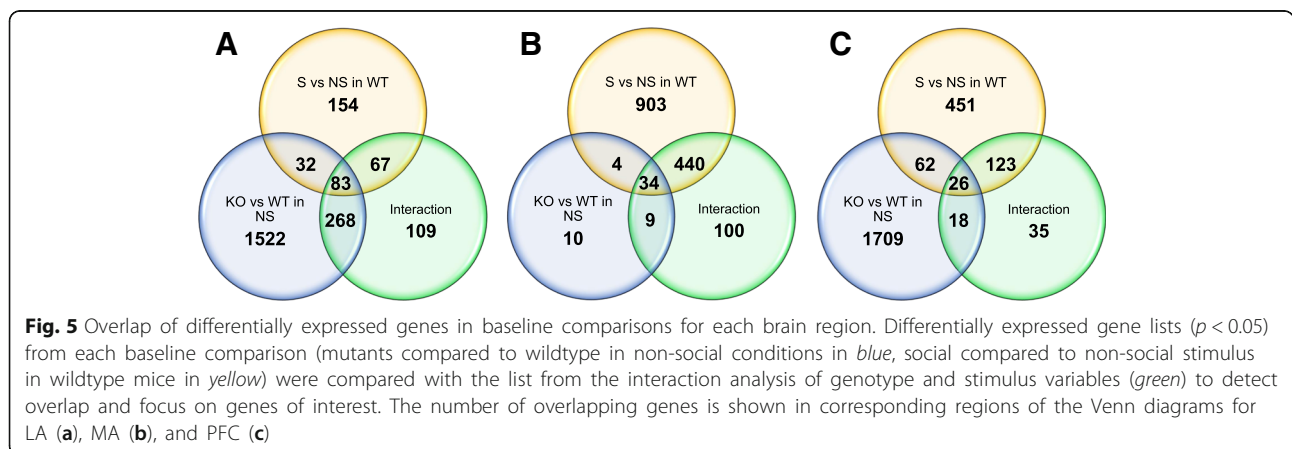 A
B
C
S vs NS in WT
154
32
67
83
KO vs WT in
NS
1522
268
Interaction
109
S vs NS in WT
903
4
440
34
KO vs WT in
NS
10
9
Interaction
100
S vs NS in WT
451
62
123
26
KO vs WT in
NS
1709
18
Interaction
35
Fig. 5 Overlap of differentially expressed genes in baseline comparisons for each brain region. Differentially expressed gene lists (p < 0.05)
from each baseline comparison (mutants compared to wildtype in non-social conditions in blue, social compared to non-social stimulus
in wildtype mice in yellow) were compared with the list from the interaction analysis of genotype and stimulus variables (green) to detect
overlap and focus on genes of interest. The number of overlapping genes is shown in corresponding regions of the Venn diagrams for
LA (a), MA (b), and PFC (c)